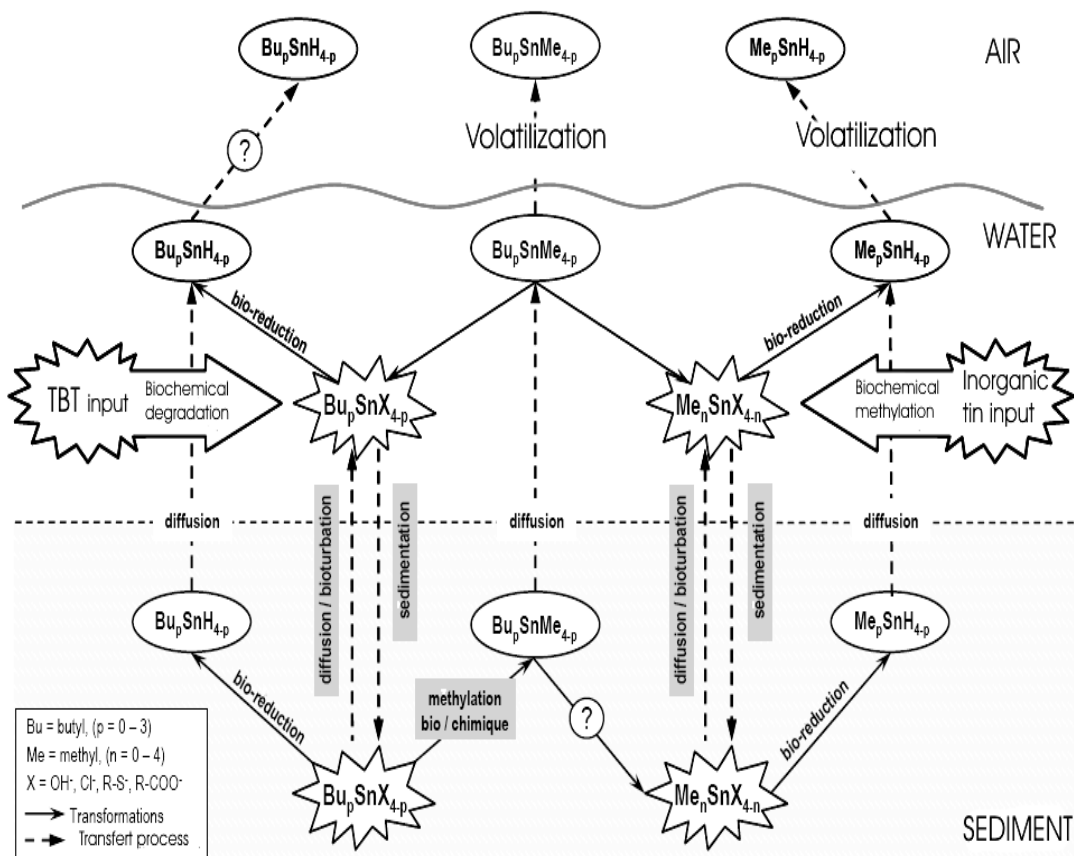 BuₚSnH₄₋ₚ
BuₚSnMe₄₋ₚ
MeₚSnH₄₋ₚ
AIR
?
Volatilization
Volatilization
WATER
BuₚSnH₄₋ₚ
BuₚSnMe₄₋ₚ
MeₚSnH₄₋ₚ
bio-reduction
bio-reduction
TBT input
Biochemical
degradation
BuₚSnX₄₋ₚ
MeₙSnX₄₋ₙ
Biochemical
methylation
Inorganic
tin input
diffusion
diffusion / bioturbation
sedimentation
diffusion
diffusion / bioturbation
sedimentation
diffusion
BuₚSnH₄₋ₚ
BuₚSnMe₄₋ₚ
MeₚSnH₄₋ₚ
bio-reduction
methylation
bio / chimique
?
bio-reduction
BuₚSnX₄₋ₚ
MeₙSnX₄₋ₙ
Bu = butyl, (p = 0 – 3)
Me = methyl, (n = 0 – 4)
X = OH⁻, Cl⁻, R-S⁻, R-COO⁻
Transformations
Transfert process
SEDIMENT